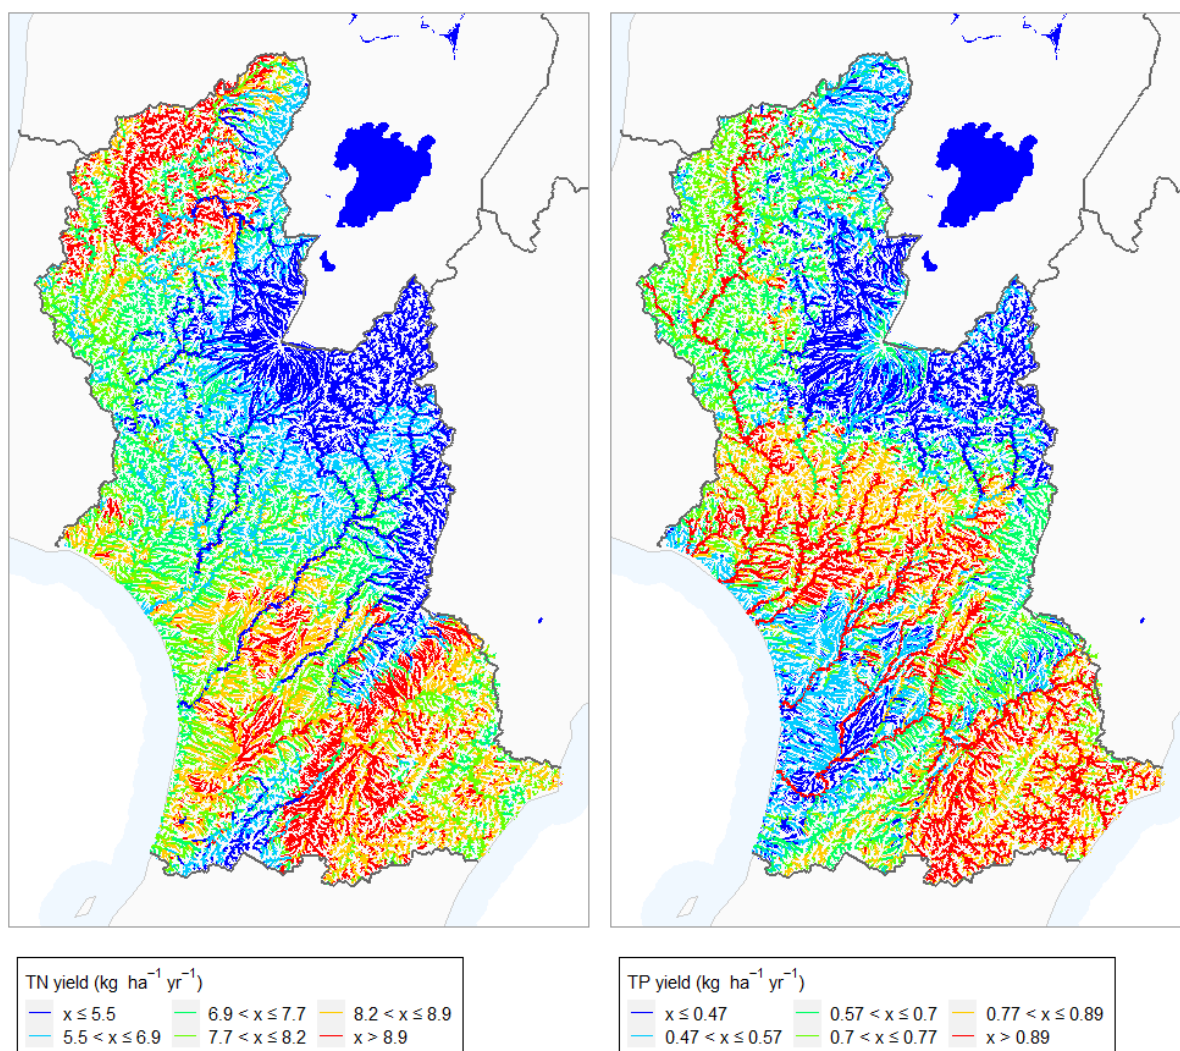 TN yield (kg ha⁻¹ yr⁻¹)
x ≤ 5.5 6.9 < x ≤ 7.7 8.2 < x ≤ 8.9
5.5 < x ≤ 6.9 7.7 < x ≤ 8.2 x > 8.9
TP yield (kg ha⁻¹ yr⁻¹)
x ≤ 0.47 0.57 < x ≤ 0.7 0.77 < x ≤ 0.89
0.47 < x ≤ 0.57 0.7 < x ≤ 0.77 x > 0.89